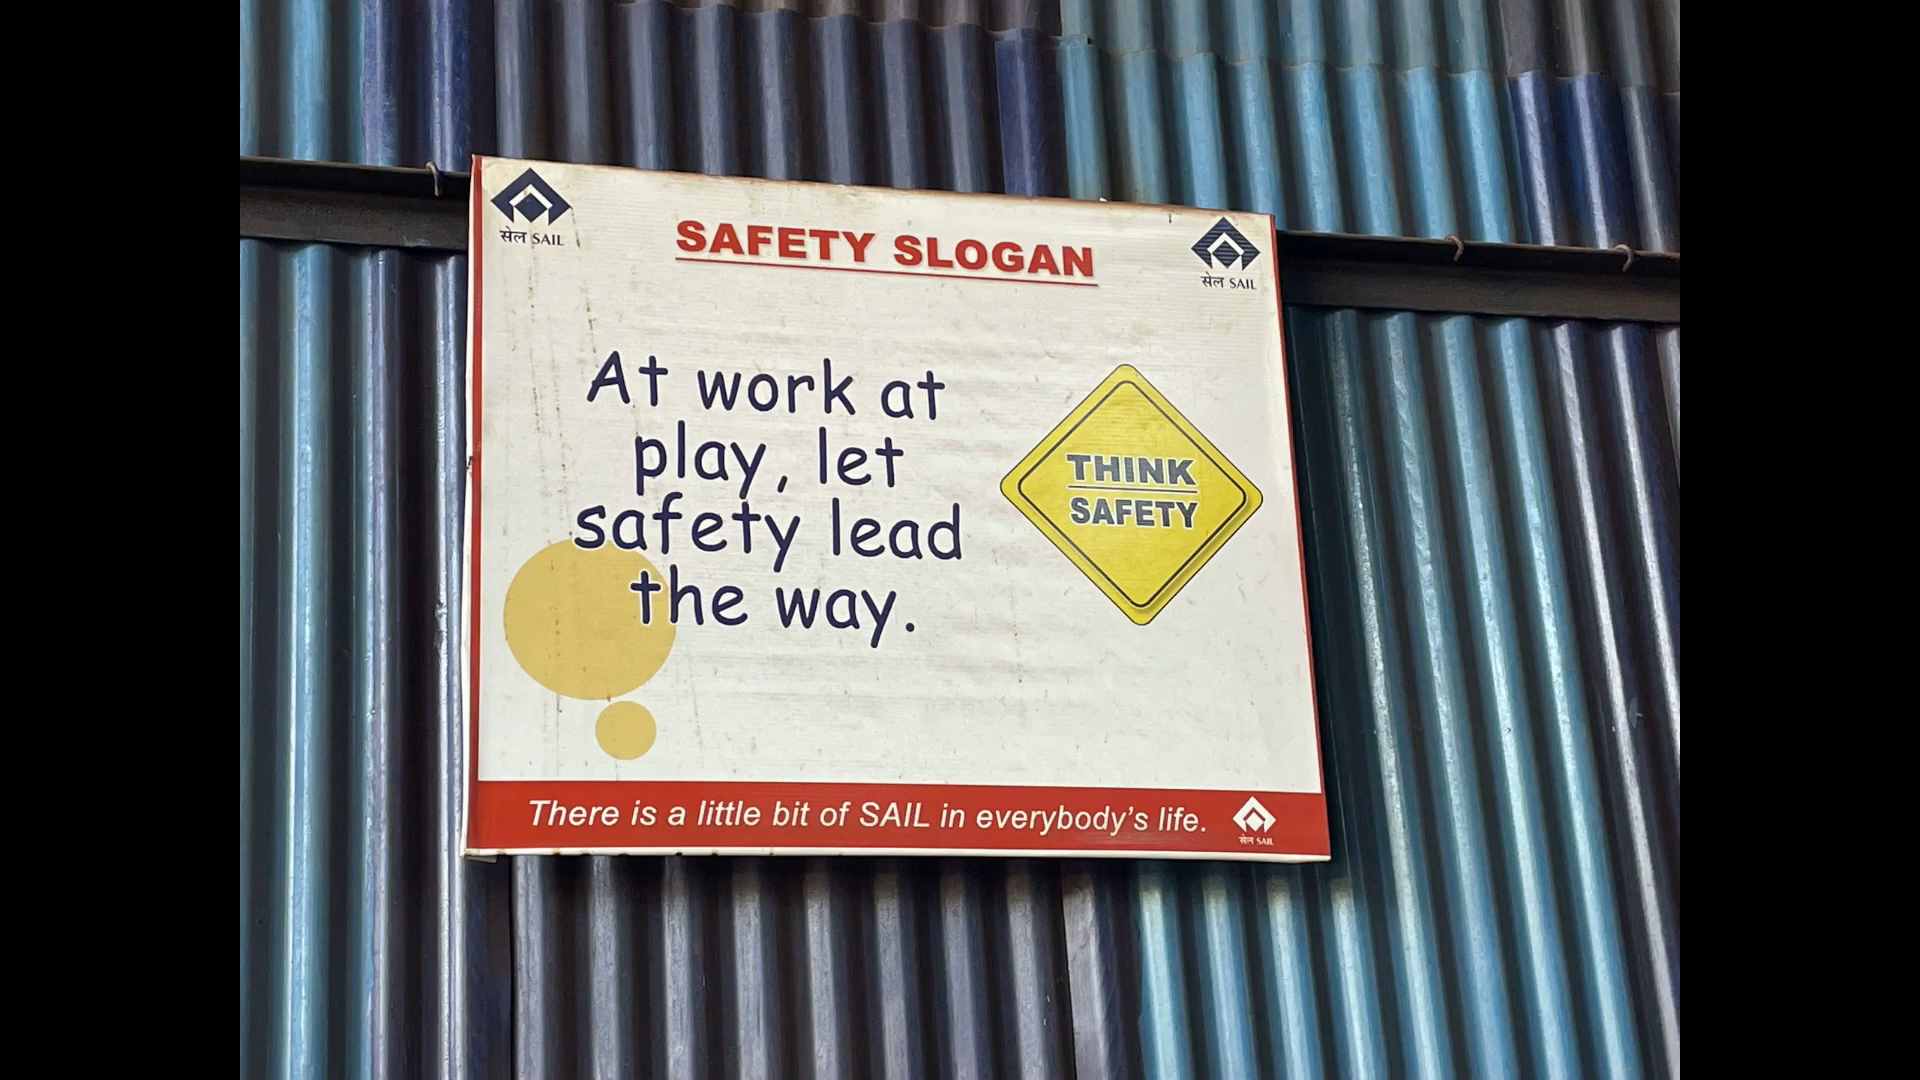 सेल SAIL
SAFETY SLOGAN
सेल SAIL
At work at
play, let
safety lead
the way.
THINK
SAFETY
There is a little bit of SAIL in everybody's life.
सेल SAIL